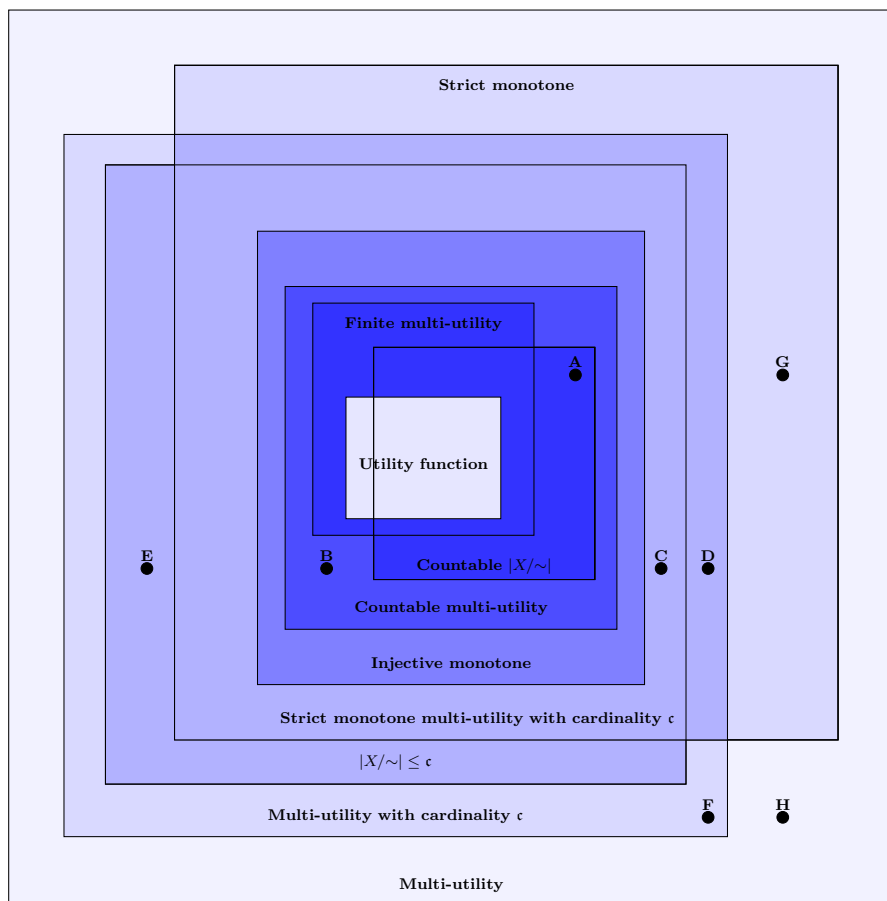 Strict monotone
Finite multi-utility
A
G
Utility function
E
B
C
D
Countable |X/∼|
Countable multi-utility
Injective monotone
Strict monotone multi-utility with cardinality 𝔠
|X/∼| ≤ 𝔠
F
H
Multi-utility with cardinality 𝔠
Multi-utility